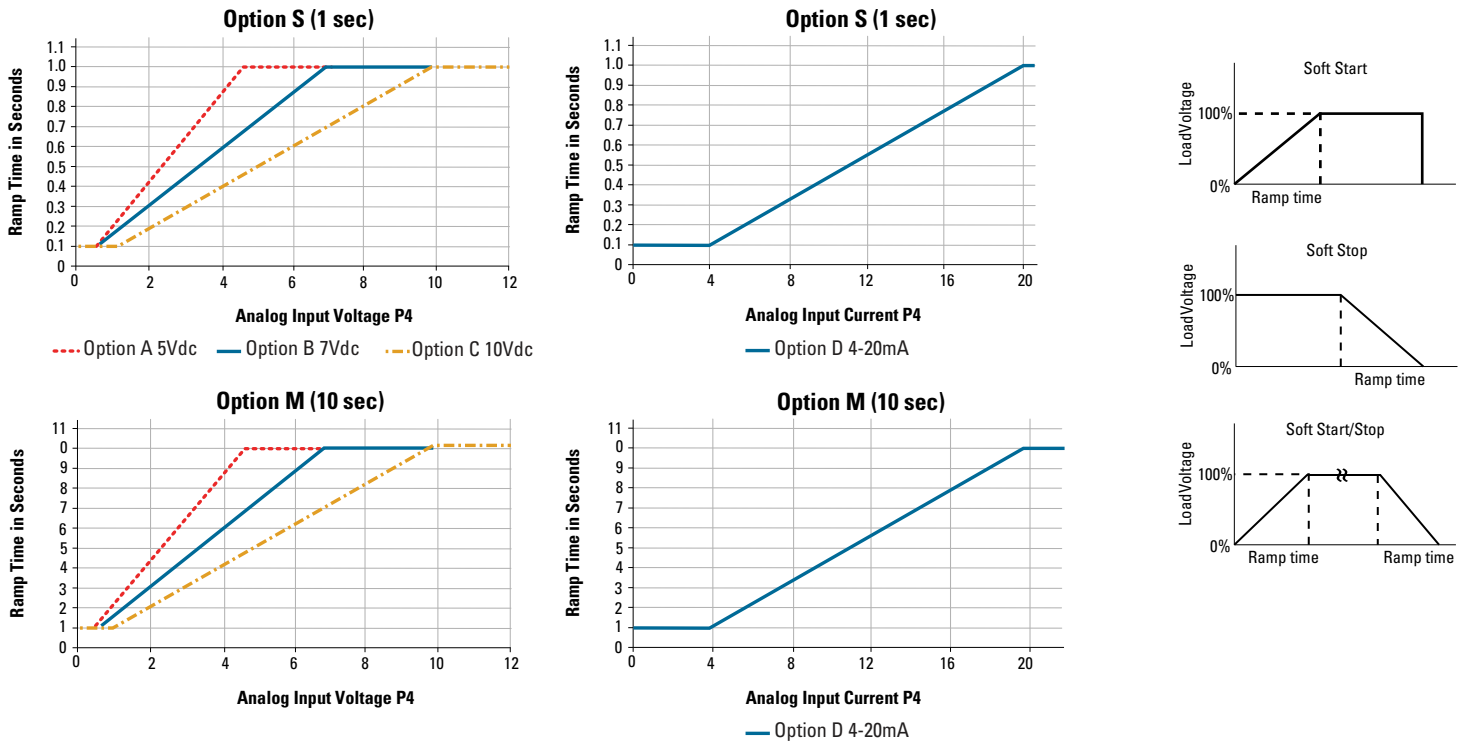 Option S (1 sec)
1.1
1.0
0.9
0.8
0.7
0.6
0.5
0.4
0.3
0.2
0.1
0
Ramp Time in Seconds
0 2 4 6 8 10 12
Analog Input Voltage P4
Option A 5Vdc Option B 7Vdc Option C 10Vdc
Option S (1 sec)
1.1
1.0
0.9
0.8
0.7
0.6
0.5
0.4
0.3
0.2
0.1
0
Ramp Time in Seconds
0 4 8 12 16 20
Analog Input Current P4
Option D 4-20mA
Soft Start
100%
0%
LoadVoltage
Ramp time
Soft Stop
100%
0%
LoadVoltage
Ramp time
Soft Start/Stop
100%
0%
LoadVoltage
Ramp time Ramp time
Option M (10 sec)
11
0
9
8
7
6
5
4
3
2
1
0
Ramp Time in Seconds
0 2 4 6 8 10 12
Analog Input Voltage P4
Option M (10 sec)
11
0
9
8
7
6
5
4
3
2
1
0
Ramp Time in Seconds
0 4 8 12 16 20
Analog Input Current P4
Option D 4-20mA